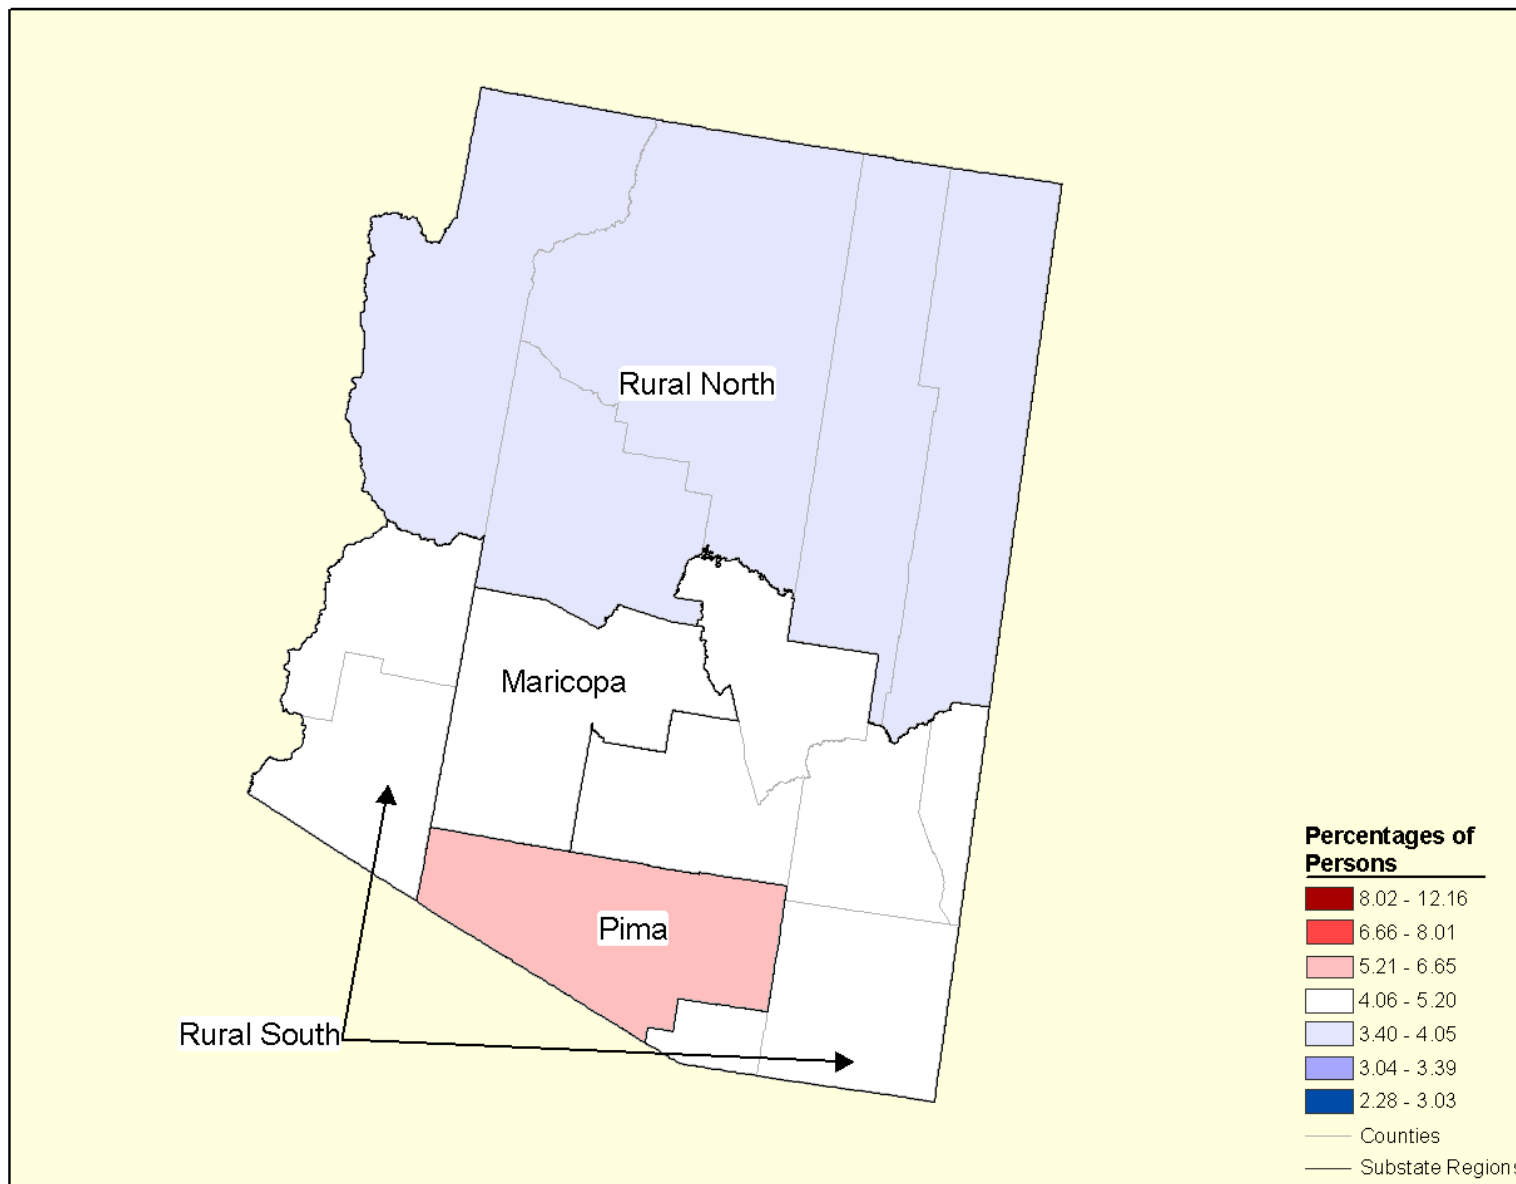 Rural North
Maricopa
Pima
Rural South
Percentages of
Persons
8.02 - 12.16
6.66 - 8.01
5.21 - 6.65
4.06 - 5.20
3.40 - 4.05
3.04 - 3.39
2.28 - 3.03
Counties
Substate Regions